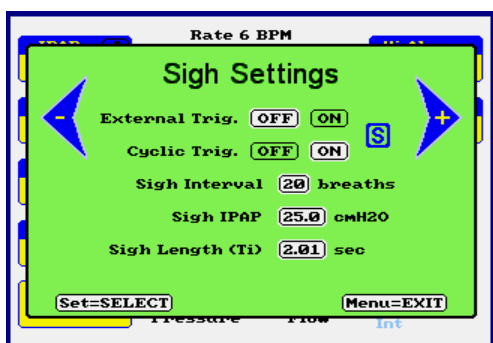 Rate 6 BPM
Sigh Settings
-
+
External Trig. OFF ON
S
Cyclic Trig. OFF ON
Sigh Interval 20 breaths
Sigh IPAP 25.0 cmH2O
Sigh Length (Ti) 2.01 sec
Set=SELECT Menu=EXIT
Pressure Flow Int